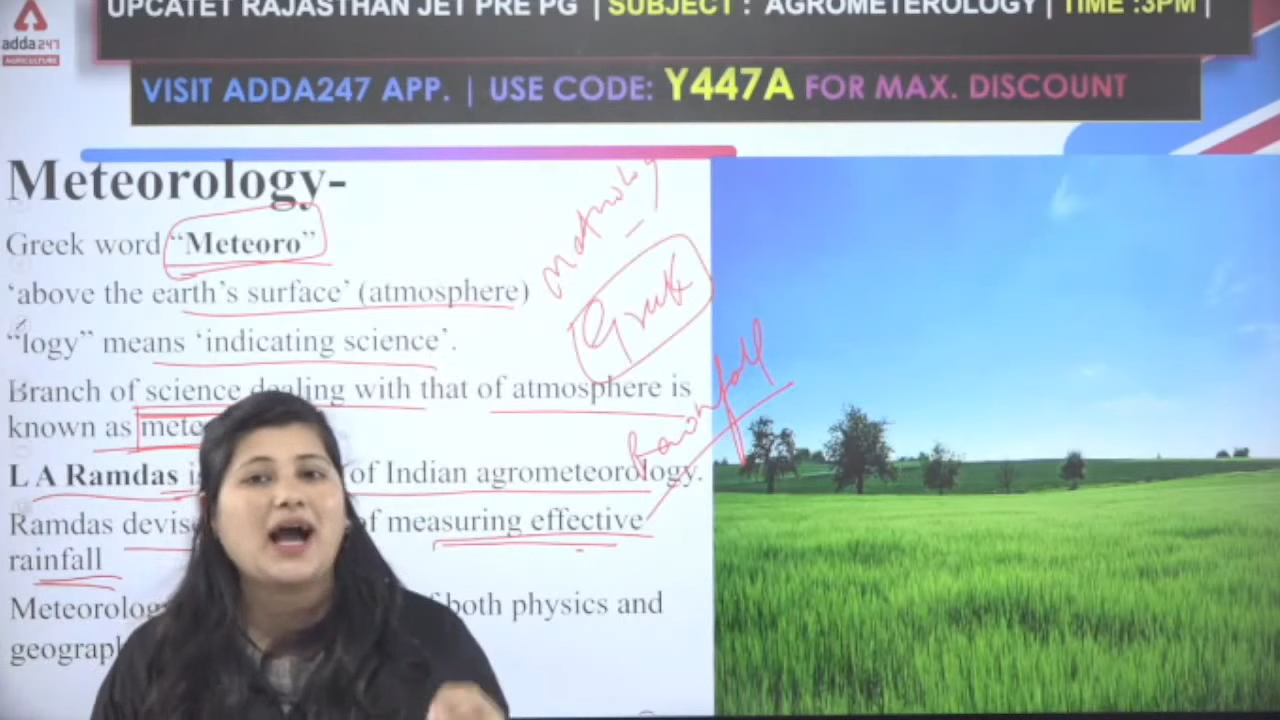 UPCATET RAJASTHAN JET PRE PG | SUBJECT : AGROMETEROLOGY | TIME :3PM |
adda247
AGRICULTURE
VISIT ADDA247 APP. | USE CODE: Y447A FOR MAX. DISCOUNT
Meteorology-
Greek word “Meteoro”
‘above the earth’s surface’ (atmosphere)
“logy” means ‘indicating science’.
Branch of science dealing with that of atmosphere is
known as mete
L A Ramdas of Indian agrometeorology.
Ramdas devis of measuring effective
rainfall
Meteorolog both physics and
geograp
Greek